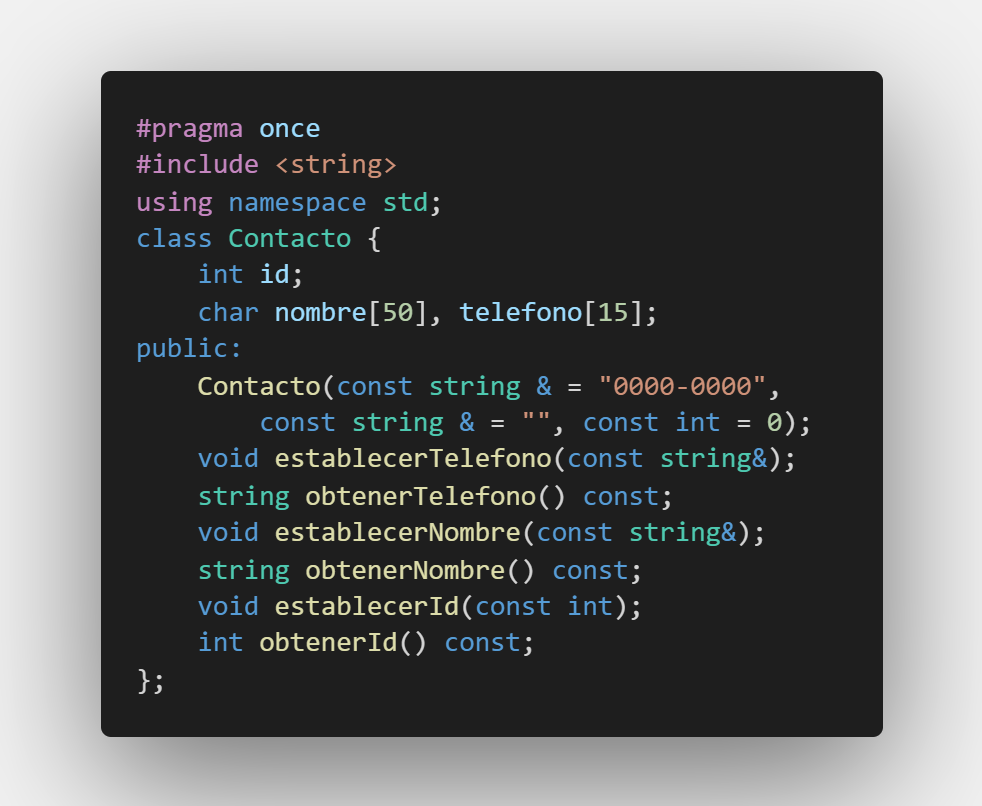 #pragma once
#include <string>
using namespace std;
class Contacto {
    int id;
    char nombre[50], telefono[15];
public:
    Contacto(const string & = "0000-0000",
        const string & = "", const int = 0);
    void establecerTelefono(const string&);
    string obtenerTelefono() const;
    void establecerNombre(const string&);
    string obtenerNombre() const;
    void establecerId(const int);
    int obtenerId() const;
};